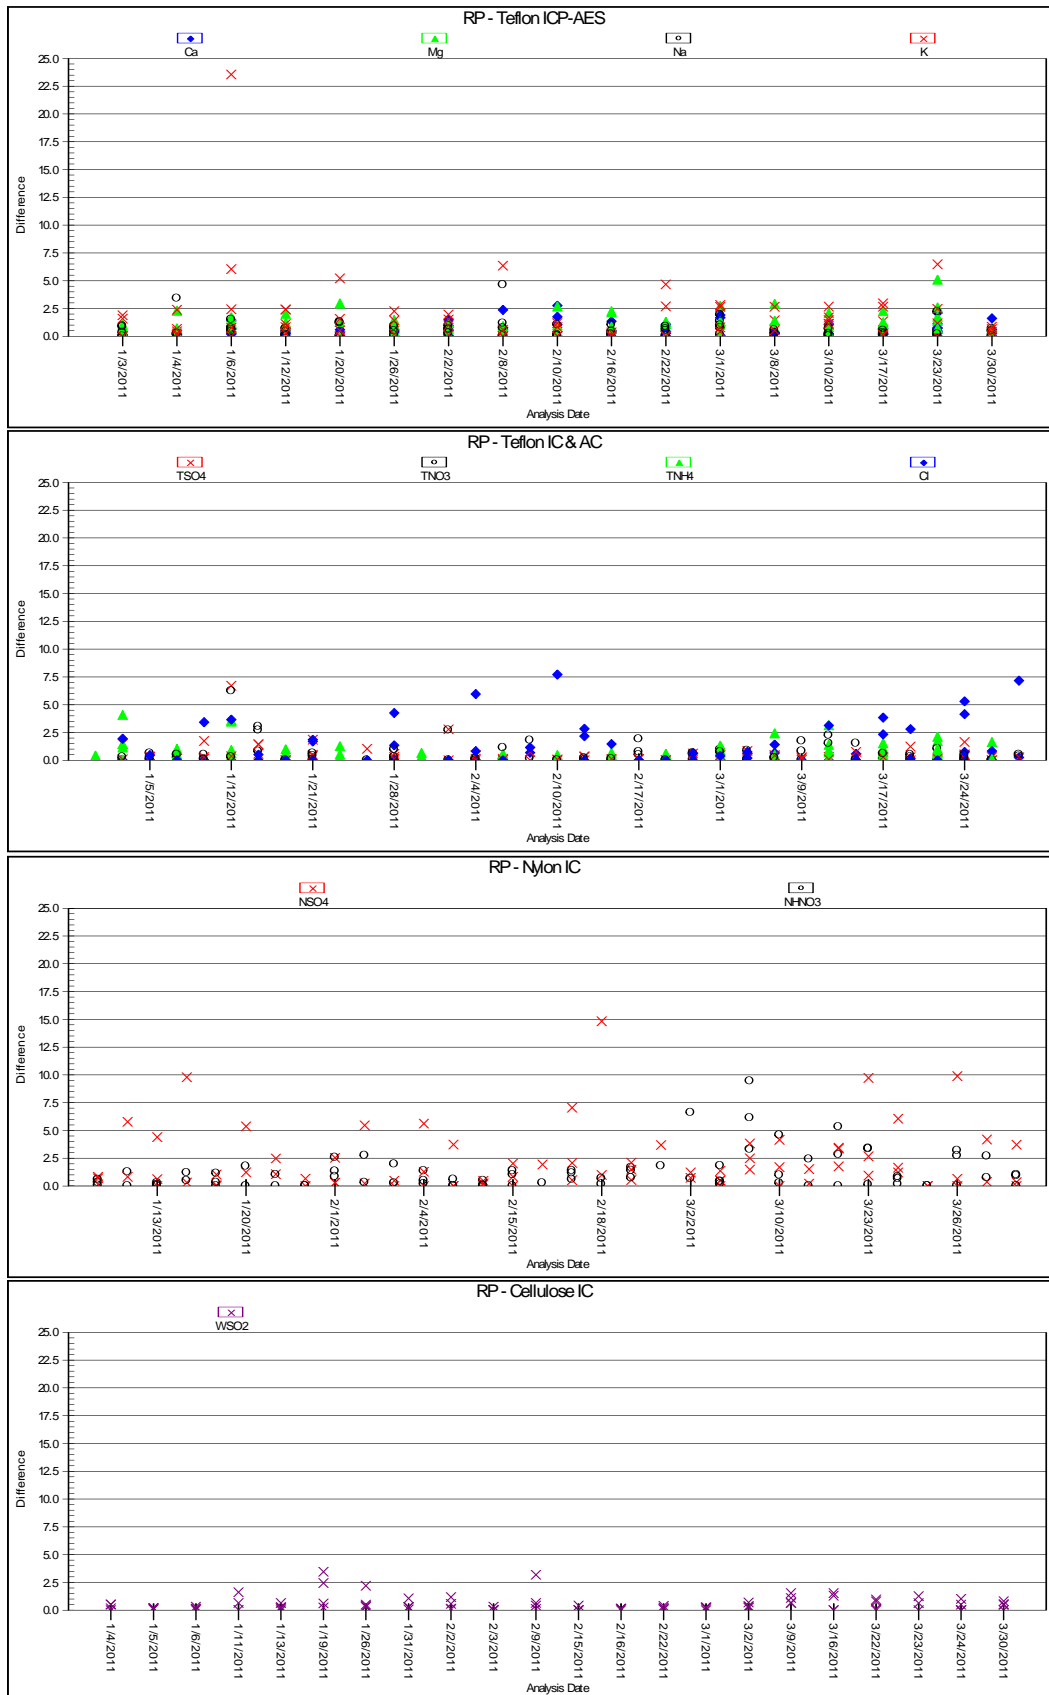 RP - Teflon ICP-AES
Ca Mg Na K
25.0
22.5
20.0
17.5
15.0
12.5
10.0
7.5
5.0
2.5
0.0
Difference
1/3/2011 1/4/2011 1/6/2011 1/12/2011 1/20/2011 1/26/2011 2/2/2011 2/8/2011 2/10/2011 2/16/2011 2/22/2011 3/1/2011 3/8/2011 3/10/2011 3/17/2011 3/23/2011 3/30/2011
Analysis Date
RP - Teflon IC & AC
TSO4 TNO3 TNH4 Cl
25.0
22.5
20.0
17.5
15.0
12.5
10.0
7.5
5.0
2.5
0.0
Difference
1/5/2011 1/12/2011 1/21/2011 1/28/2011 2/4/2011 2/10/2011 2/17/2011 3/1/2011 3/9/2011 3/17/2011 3/24/2011
Analysis Date
RP - Nylon IC
NSO4 NHNO3
25.0
22.5
20.0
17.5
15.0
12.5
10.0
7.5
5.0
2.5
0.0
Difference
1/13/2011 1/20/2011 2/1/2011 2/4/2011 2/15/2011 2/18/2011 3/2/2011 3/10/2011 3/23/2011 3/26/2011
Analysis Date
RP - Cellulose IC
WSO2
25.0
22.5
20.0
17.5
15.0
12.5
10.0
7.5
5.0
2.5
0.0
Difference
1/4/2011 1/5/2011 1/6/2011 1/11/2011 1/13/2011 1/19/2011 1/26/2011 1/31/2011 2/2/2011 2/3/2011 2/9/2011 2/15/2011 2/16/2011 2/22/2011 3/1/2011 3/2/2011 3/9/2011 3/16/2011 3/22/2011 3/23/2011 3/24/2011 3/30/2011
Analysis Date